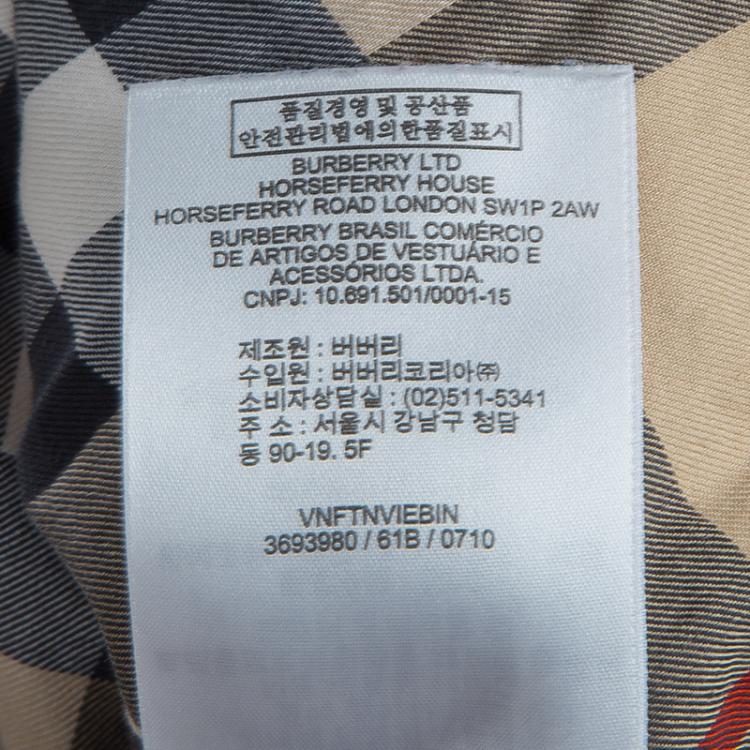 품질경영 및 공산품
안전관리법에의한품질표시
BURBERRY LTD
HORSEFERRY HOUSE
HORSEFERRY ROAD LONDON SW1P 2AW
BURBERRY BRASIL COMÉRCIO
DE ARTIGOS DE VESTUÁRIO E
ACESSÓRIOS LTDA.
CNPJ: 10.691.501/0001-15
제조원 : 버버리
수입원 : 버버리코리아㈜
소비자상담실 : (02)511-5341
주 소 : 서울시 강남구 청담
동 90-19. 5F
VNFTNVIEBIN
3693980 / 61B / 0710